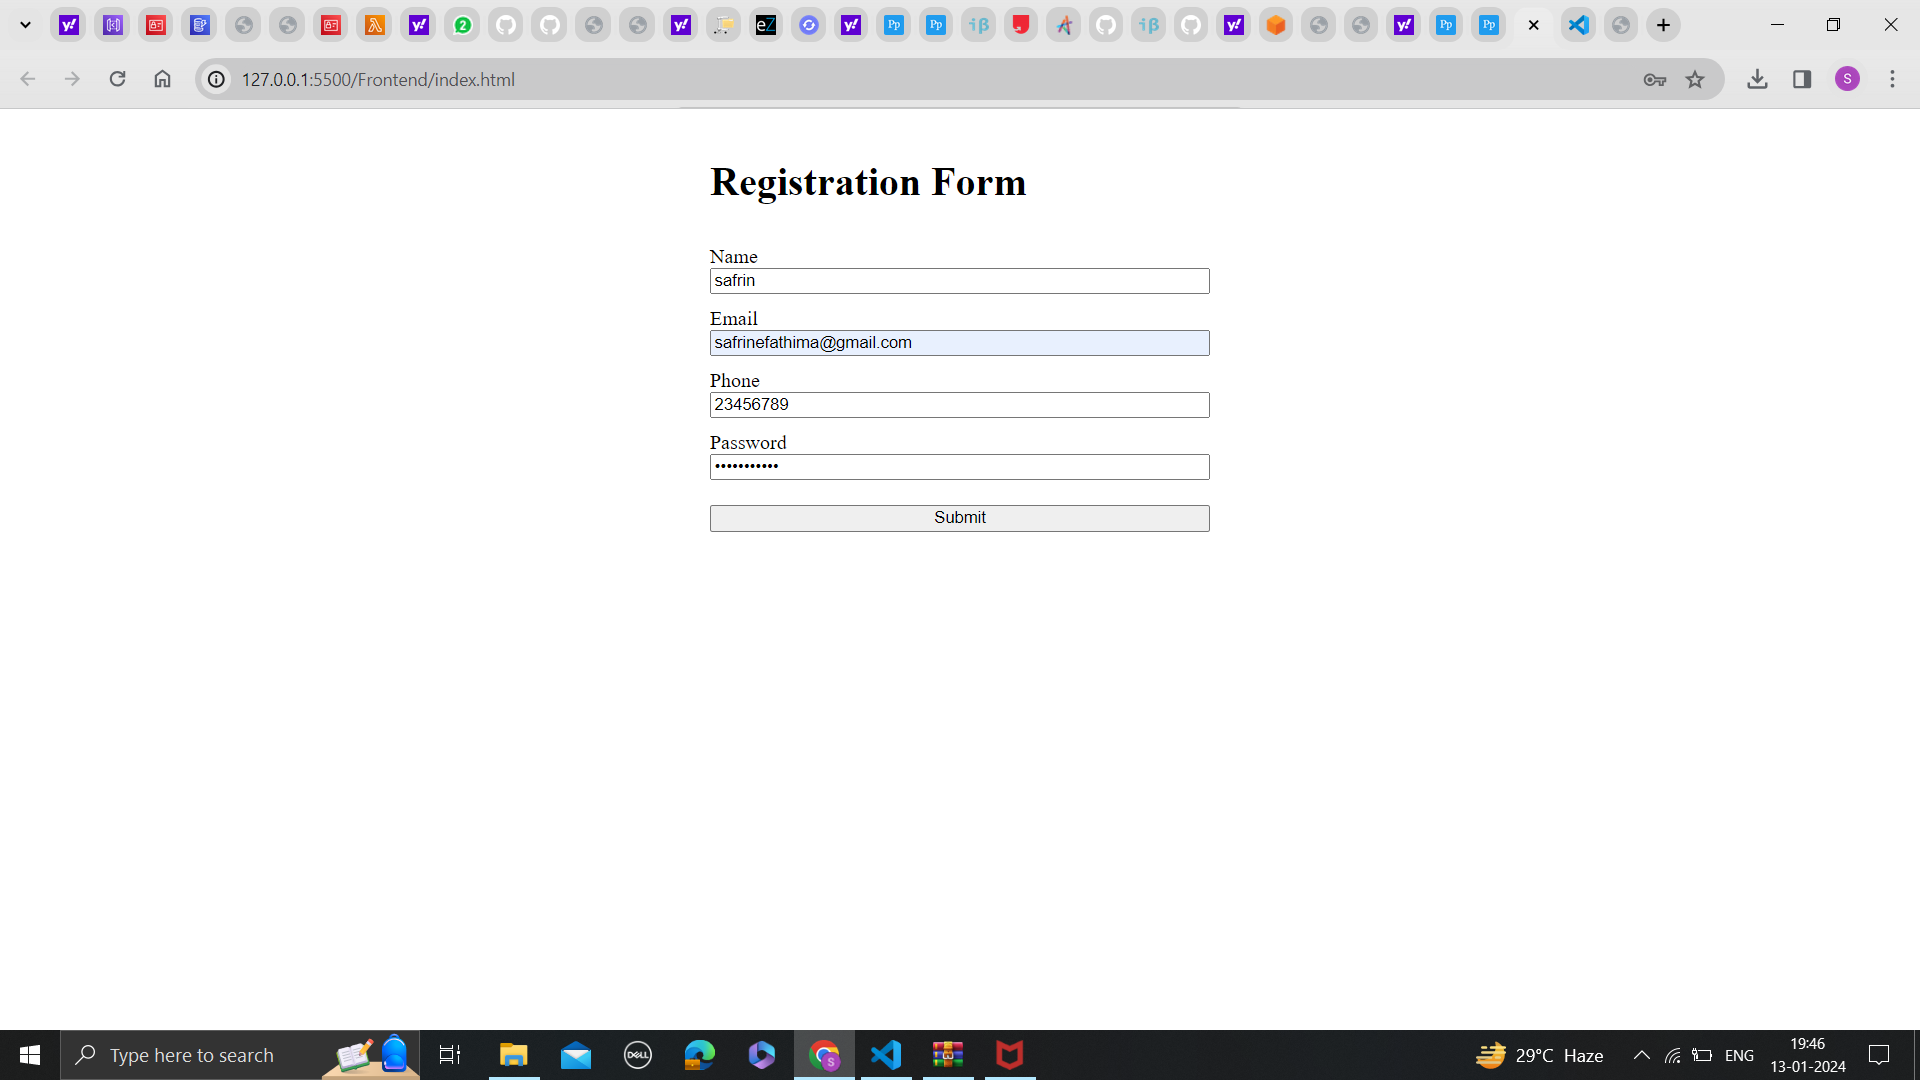 127.0.0.1:5500/Frontend/index.html
S
Registration Form
Name
safrin
Email
safrinefathima@gmail.com
Phone
23456789
Password
•••••••••••
Submit
Type here to search
DELL
S
29°C Haze
ENG
19:46
13-01-2024